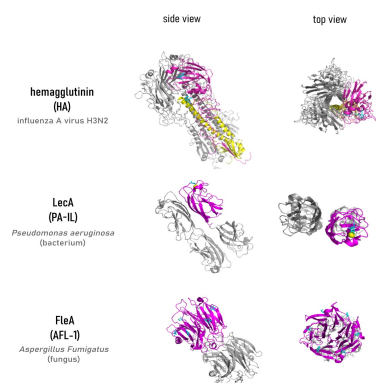 side view
top view
hemagglutinin
(HA)
influenza A virus H3N2
LecA
(PA-IL)
Pseudomonas aeruginosa
(bacterium)
FleA
(AFL-1)
Aspergillus Fumigatus
(fungus)